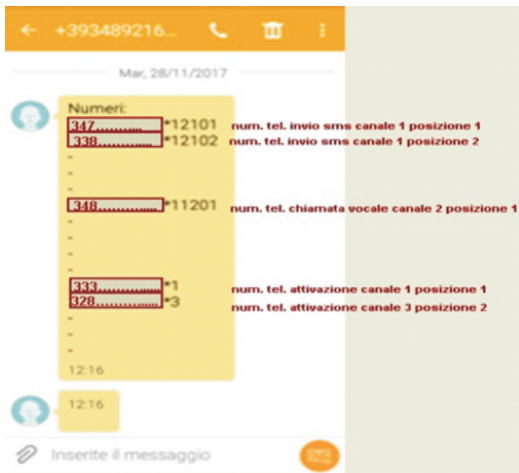 +393489216...
Mar, 28/11/2017
Numeri:
347........... *12101 num. tel. invio sms canale 1 posizione 1
338............. *12102 num. tel. invio sms canale 1 posizione 2
-
-
-
348.............. *11201 num. tel. chiamata vocale canale 2 posizione 1
-
-
-
-
333.............. *1 num. tel. attivazione canale 1 posizione 1
328.............. *3 num. tel. attivazione canale 3 posizione 2
-
-
-
12:16
12:16
Inserite il messaggio